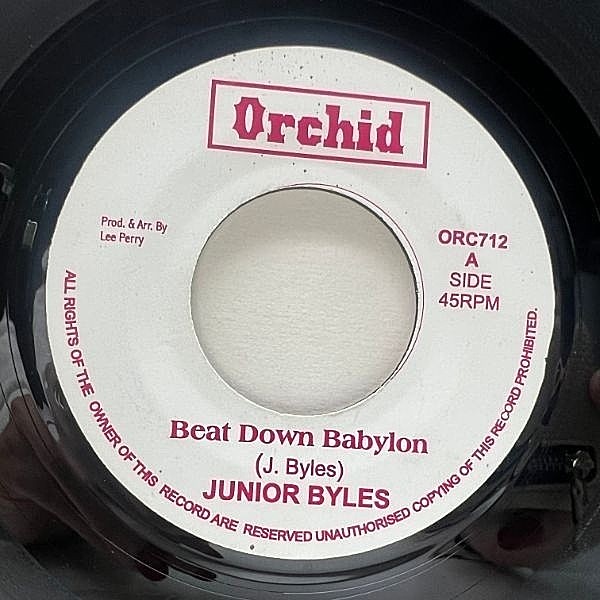 Orchid
Prod. & Arr. By
Lee Perry
ORC712
A
SIDE
45RPM
Beat Down Babylon
(J. Byles)
JUNIOR BYLES
ALL RIGHTS OF THE OWNER OF THIS RECORD ARE RESERVED UNAUTHORISED COPYING OF THIS RECORD PROHIBITED.